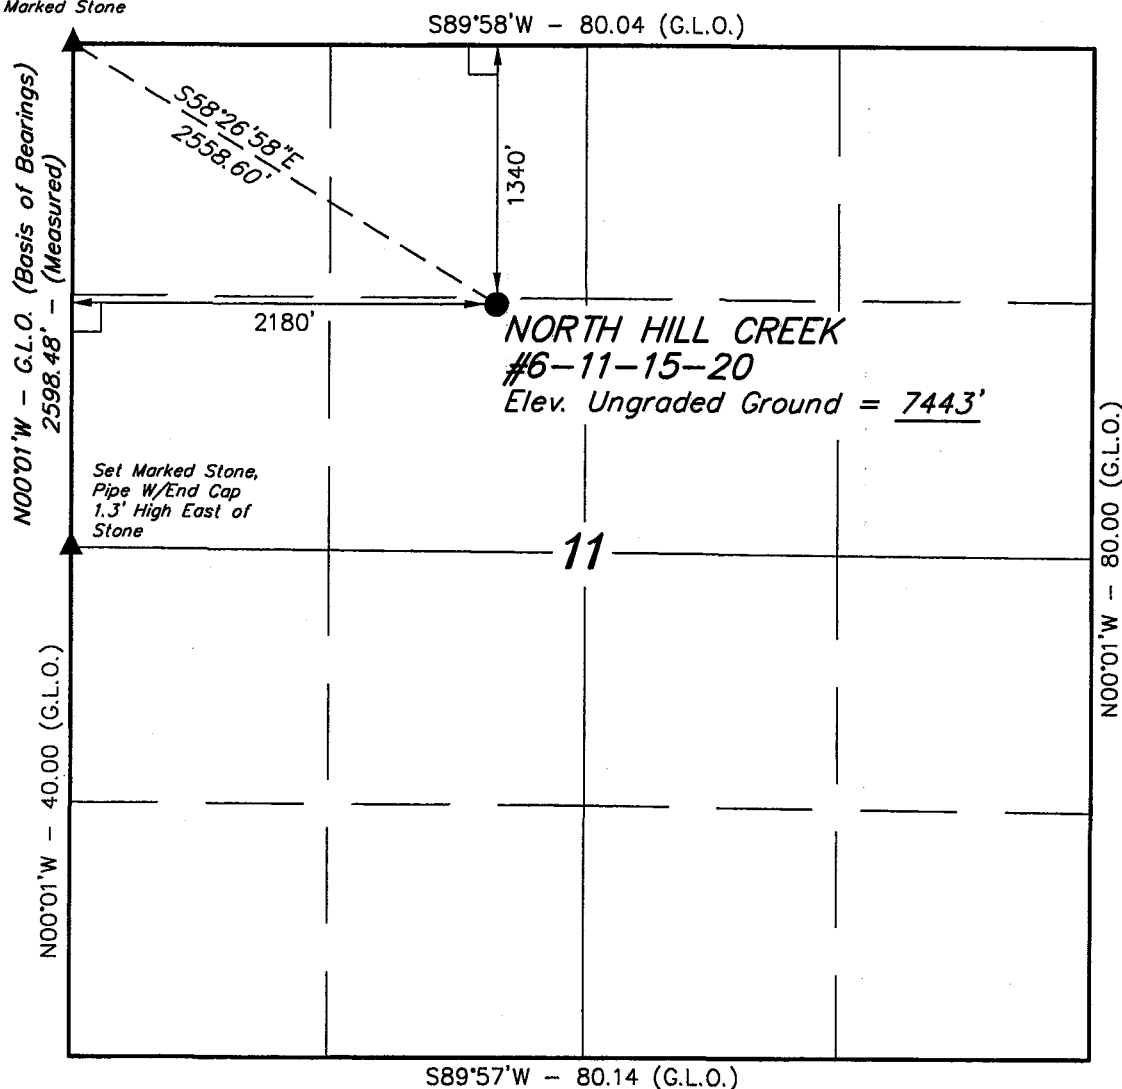 Marked Stone
S89°58'W - 80.04 (G.L.O.)
N00°01'W - G.L.O. (Basis of Bearings)
2598.48' - (Measured)
S58°26'58"E
2558.60'
1340'
2180'
NORTH HILL CREEK
#6-11-15-20
Elev. Ungraded Ground = 7443'
Set Marked Stone,
Pipe W/End Cap
1.3' High East of
Stone
11
N00°01'W - 80.00 (G.L.O.)
N00°01'W - 40.00 (G.L.O.)
S89°57'W - 80.14 (G.L.O.)